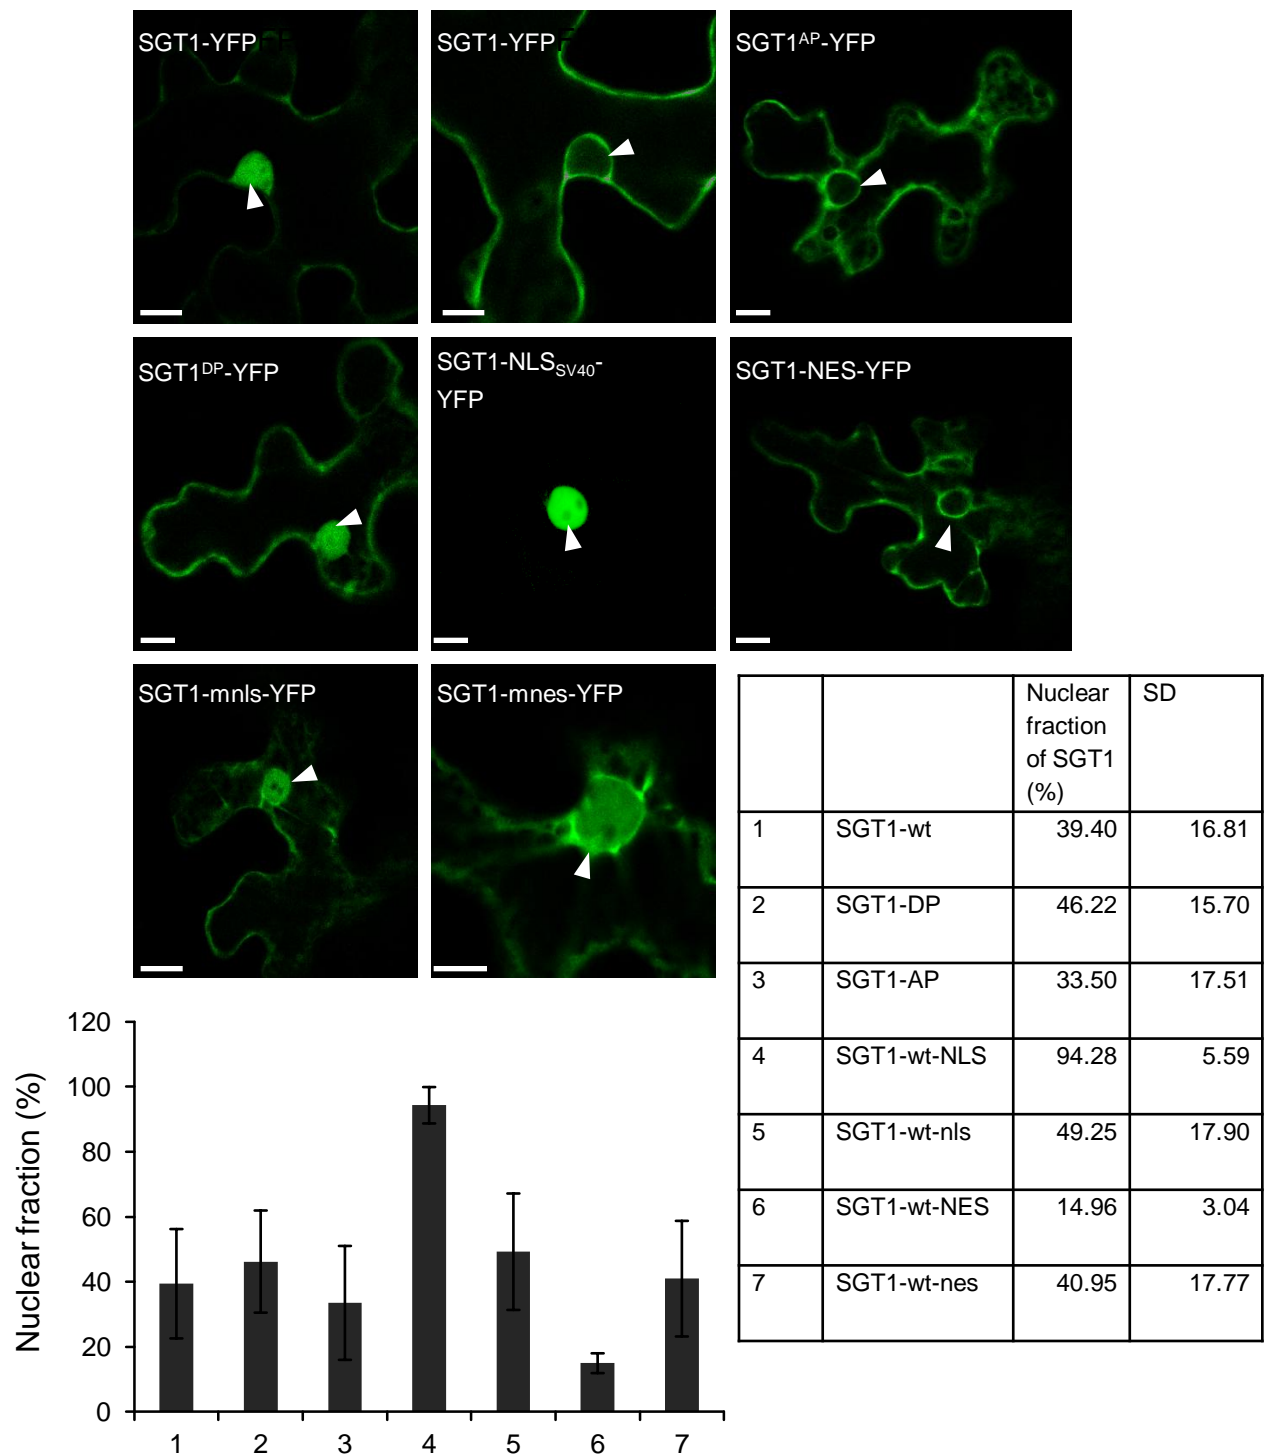 SGT1-YFP
SGT1-YFP
SGT1ᴬᴾ-YFP
SGT1ᴰᴾ-YFP
SGT1-NLSSV40-
YFP
SGT1-NES-YFP
SGT1-mnls-YFP
SGT1-mnes-YFP
Nuclear SD
fraction
of SGT1
(%)
1 SGT1-wt 39.40 16.81
2 SGT1-DP 46.22 15.70
3 SGT1-AP 33.50 17.51
4 SGT1-wt-NLS 94.28 5.59
5 SGT1-wt-nls 49.25 17.90
6 SGT1-wt-NES 14.96 3.04
7 SGT1-wt-nes 40.95 17.77
Nuclear fraction (%)
120
100
80
60
40
20
0
1 2 3 4 5 6 7